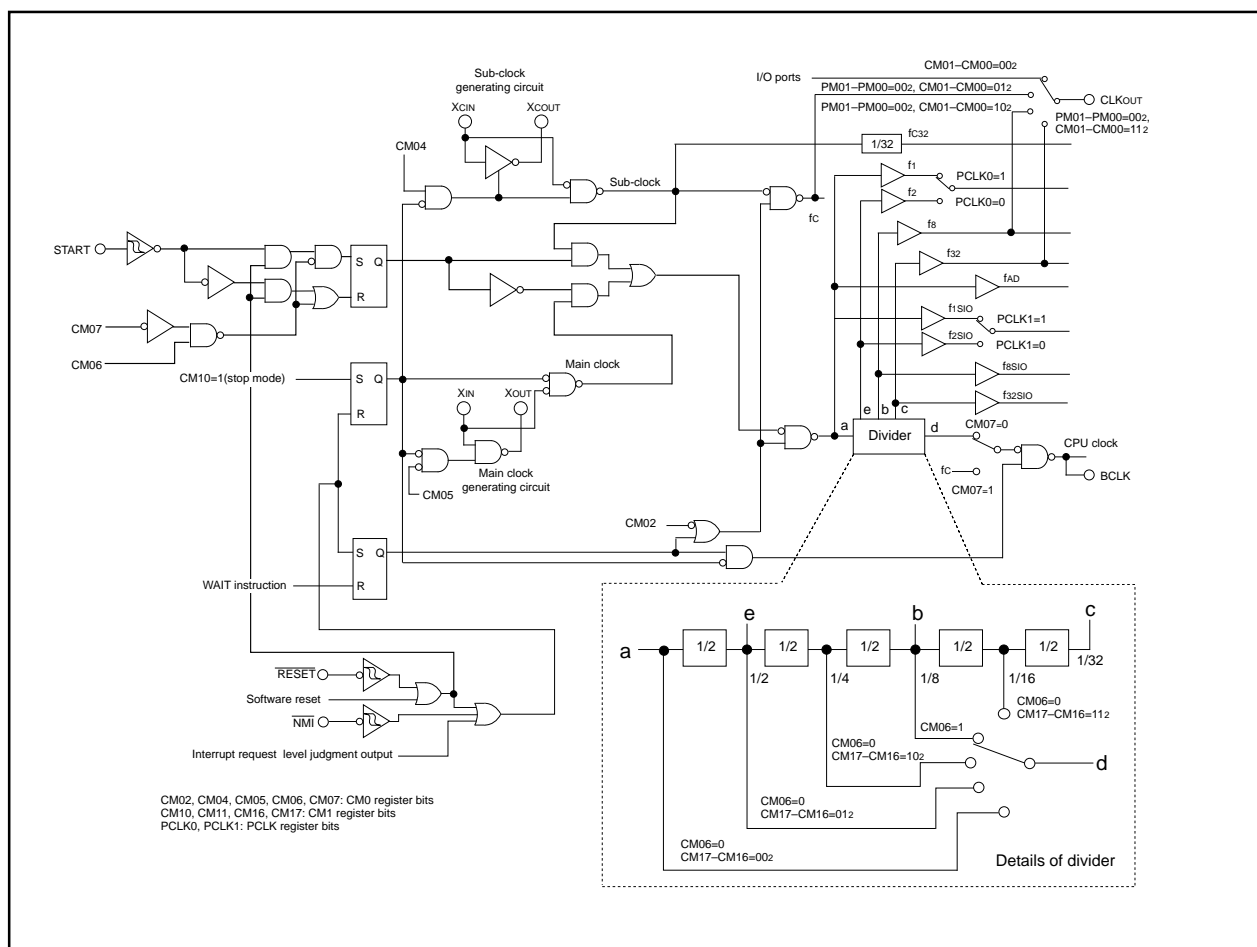 CM01–CM00=00₂
I/O ports
PM01–PM00=00₂, CM01–CM00=01₂
CLKOUT
PM01–PM00=00₂, CM01–CM00=10₂
PM01–PM00=00₂,
CM01–CM00=11₂
Sub-clock
generating circuit
XCIN
XCOUT
CM04
1/32
fC32
Sub-clock
f1
PCLK0=1
f2
PCLK0=0
fC
f8
START
S
Q
R
f32
fAD
CM07
f1SIO
PCLK1=1
f2SIO
PCLK1=0
CM06
CM10=1(stop mode)
S
Q
R
Main clock
XIN
XOUT
f8SIO
f32SIO
e
b
c
a
Divider
d
CM07=0
CPU clock
fC
CM07=1
BCLK
Main clock
generating circuit
CM05
CM02
S
Q
R
WAIT instruction
RESET
Software reset
NMI
Interrupt request level judgment output
a
1/2
e
1/2
1/2
b
1/2
1/2
c
1/2
1/4
1/8
1/16
1/32
CM06=0
CM17–CM16=11₂
CM06=1
CM06=0
CM17–CM16=10₂
d
CM06=0
CM17–CM16=01₂
CM06=0
CM17–CM16=00₂
Details of divider
CM02, CM04, CM05, CM06, CM07: CM0 register bits
CM10, CM11, CM16, CM17: CM1 register bits
PCLK0, PCLK1: PCLK register bits